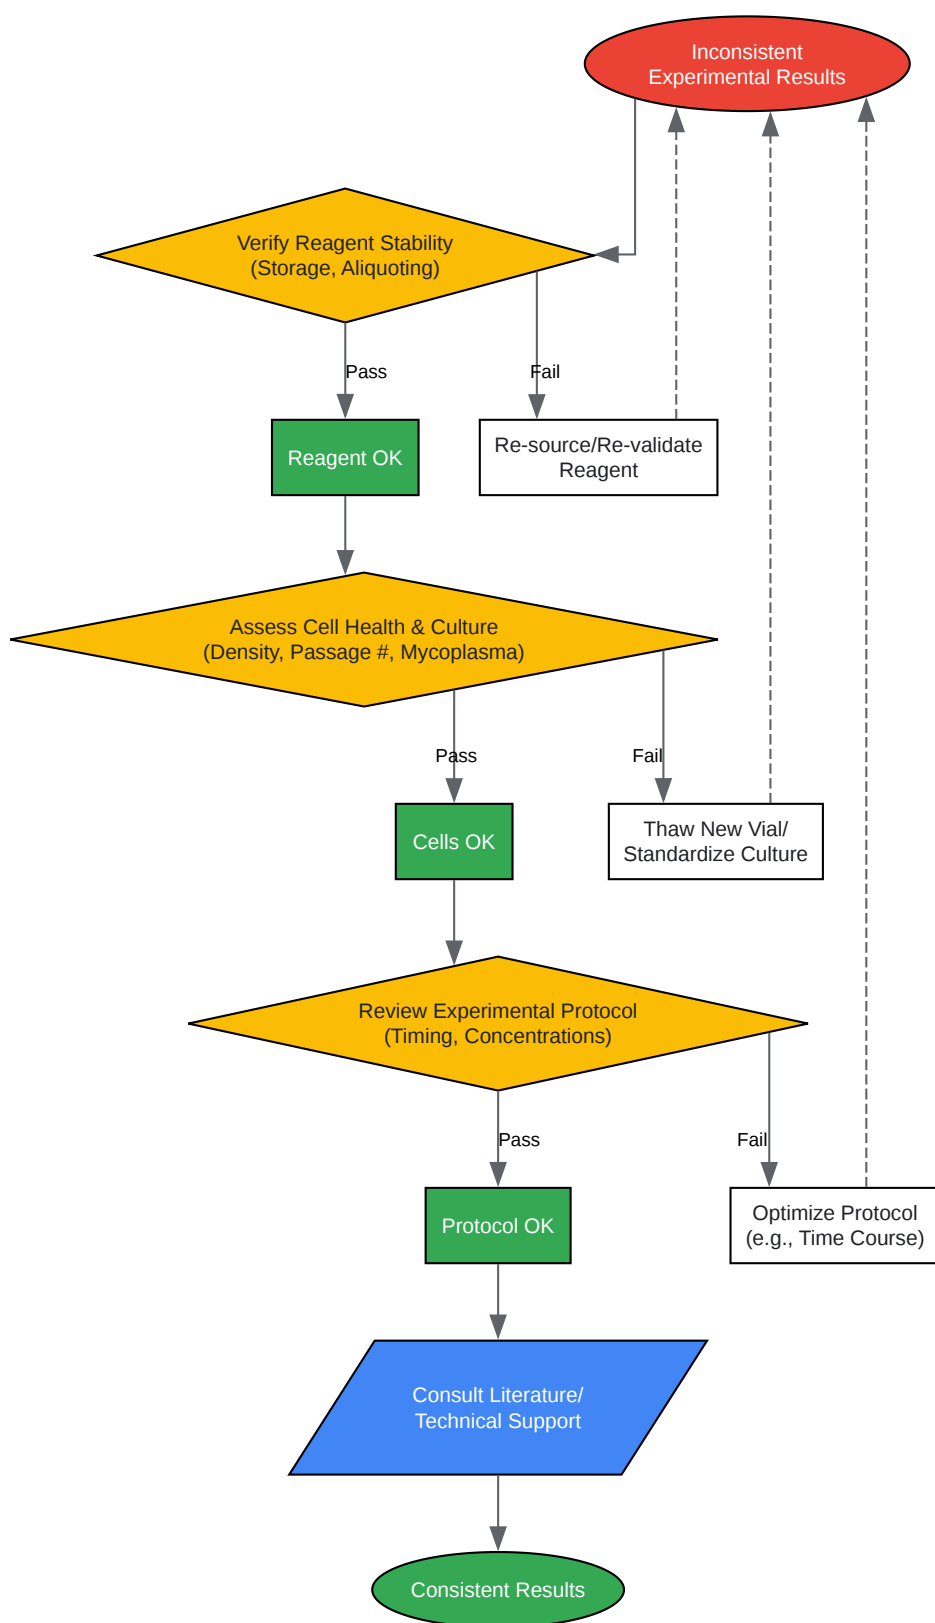 Inconsistent
Experimental Results
Verify Reagent Stability
(Storage, Aliquoting)
Pass
Fail
Reagent OK
Re-source/Re-validate
Reagent
Assess Cell Health & Culture
(Density, Passage #, Mycoplasma)
Pass
Fail
Cells OK
Thaw New Vial/
Standardize Culture
Review Experimental Protocol
(Timing, Concentrations)
Pass
Fail
Protocol OK
Optimize Protocol
(e.g., Time Course)
Consult Literature/
Technical Support
Consistent Results